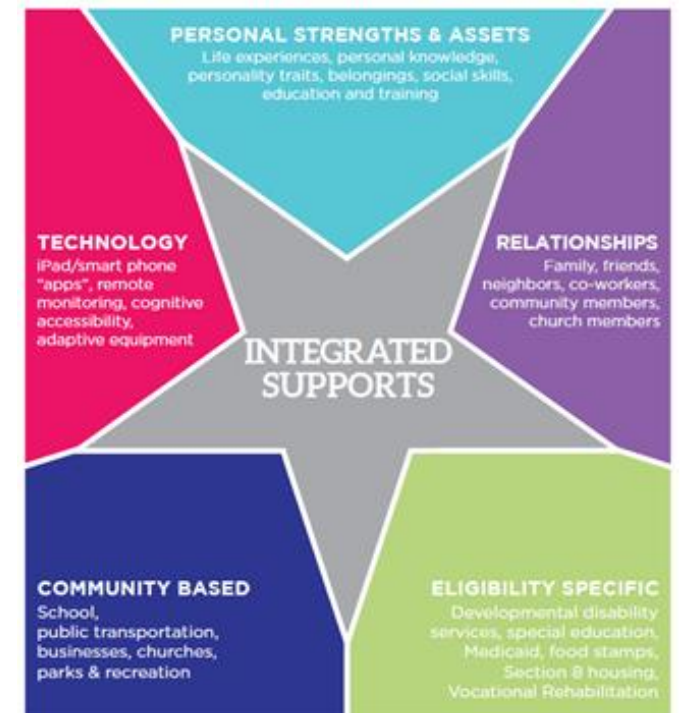 PERSONAL STRENGTHS & ASSETS
Life experiences, personal knowledge,
personality traits, belongings, social skills,
education and training
TECHNOLOGY
iPad/smart phone
"apps", remote
monitoring, cognitive
accessibility,
adaptive equipment
RELATIONSHIPS
Family, friends,
neighbors, co-workers,
community members,
church members
INTEGRATED
SUPPORTS
COMMUNITY BASED
School,
public transportation,
businesses, churches,
parks & recreation
ELIGIBILITY SPECIFIC
Developmental disability
services, special education,
Medicaid, food stamps,
Section 8 housing,
Vocational Rehabilitation